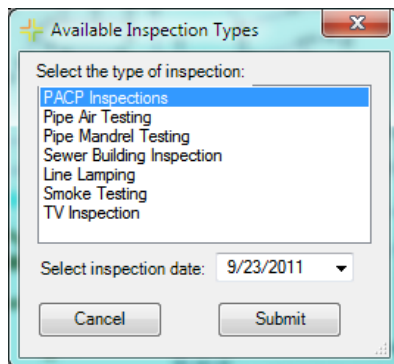 Available Inspection Types
Select the type of inspection:
PACP Inspections
Pipe Air Testing
Pipe Mandrel Testing
Sewer Building Inspection
Line Lamping
Smoke Testing
TV Inspection
Select inspection date: 9/23/2011
Cancel Submit